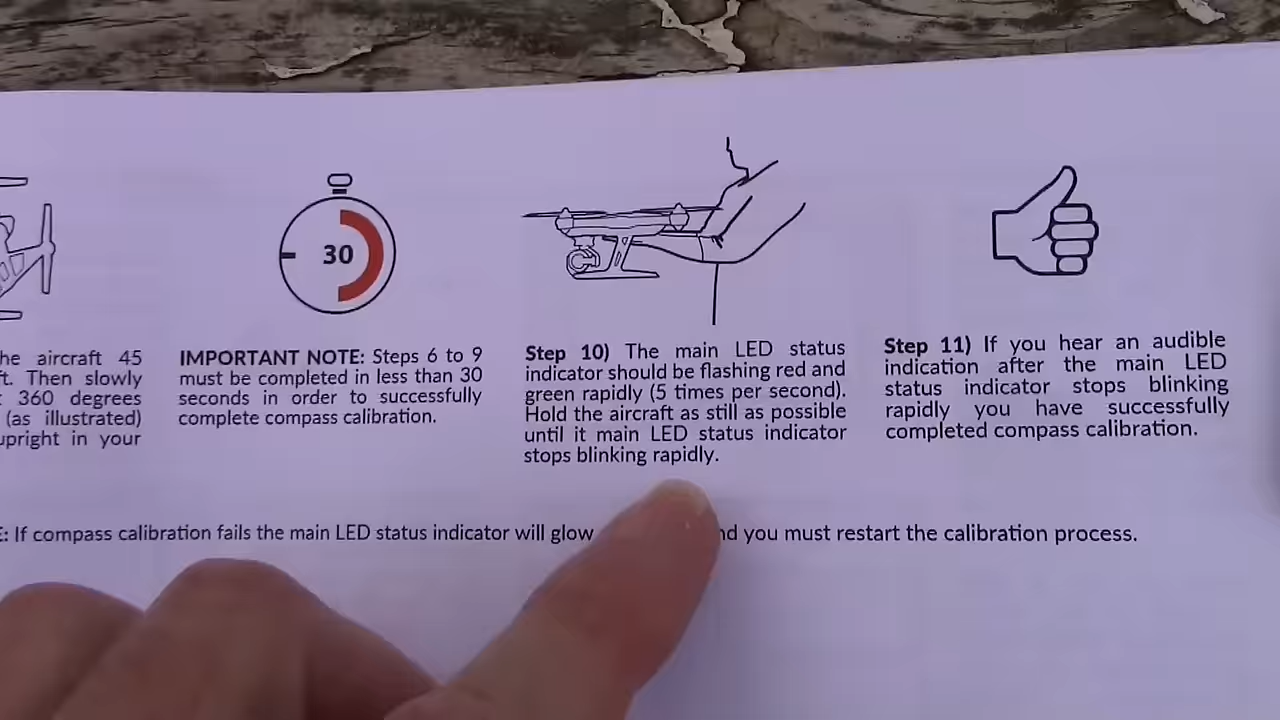 he aircraft 45
ft. Then slowly
360 degrees
(as illustrated)
upright in your
30
IMPORTANT NOTE: Steps 6 to 9
must be completed in less than 30
seconds in order to successfully
complete compass calibration.
Step 10) The main LED status
indicator should be flashing red and
green rapidly (5 times per second).
Hold the aircraft as still as possible
until it main LED status indicator
stops blinking rapidly.
Step 11) If you hear an audible
indication after the main LED
status indicator stops blinking
rapidly you have successfully
completed compass calibration.
E: If compass calibration fails the main LED status indicator will glow nd you must restart the calibration process.